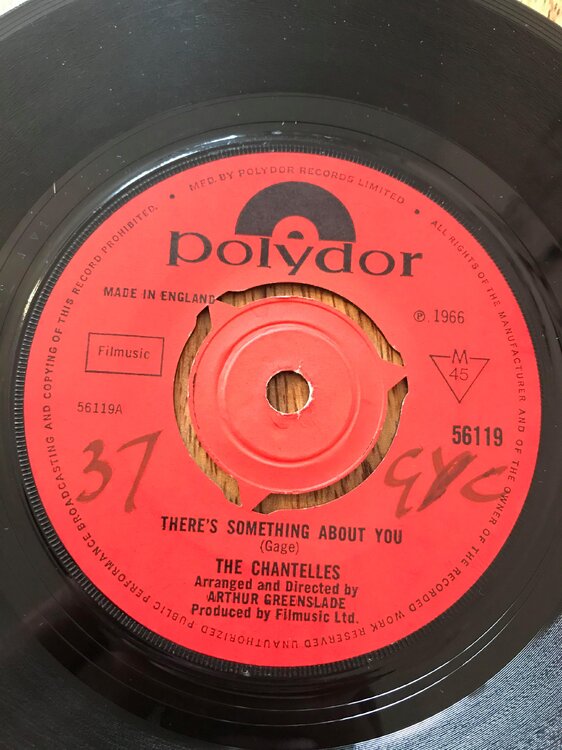 MFD. BY POLYDOR RECORDS LIMITED.
ALL RIGHTS OF THE MANUFACTURER AND OF THE OWNER OF THE RECORDED WORK RESERVED UNAUTHORIZED PUBLIC PERFORMANCE BROADCASTING AND COPYING OF THIS RECORD PROHIBITED.
polydor
MADE IN ENGLAND
℗. 1966
Filmusic
M
45
56119A
56119
37
GYC
THERE'S SOMETHING ABOUT YOU
(Gage)
THE CHANTELLES
Arranged and Directed by
ARTHUR GREENSLADE
Produced by Filmusic Ltd.